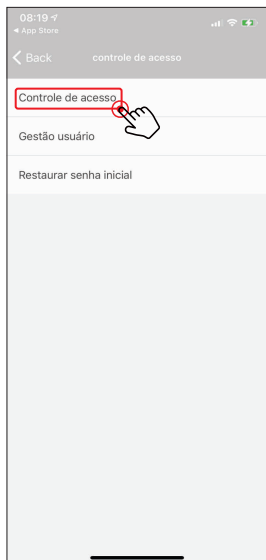 08:19
◀ App Store
Back controle de acesso
Controle de acesso
Gestão usuário
Restaurar senha inicial